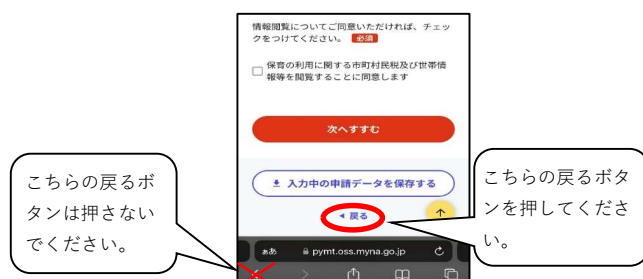 情報閲覧についてご同意いただければ、チェッ
クをつけてください。 必須
保育の利用に関する市町村民税及び世帯情
報等を閲覧することに同意します
次へすすむ
入力中の申請データを保存する
戻る
ああ pymt.oss.myna.go.jp
こちらの戻るボ
タンは押さない
でください。
こちらの戻るボタ
ンを押してくださ
い。